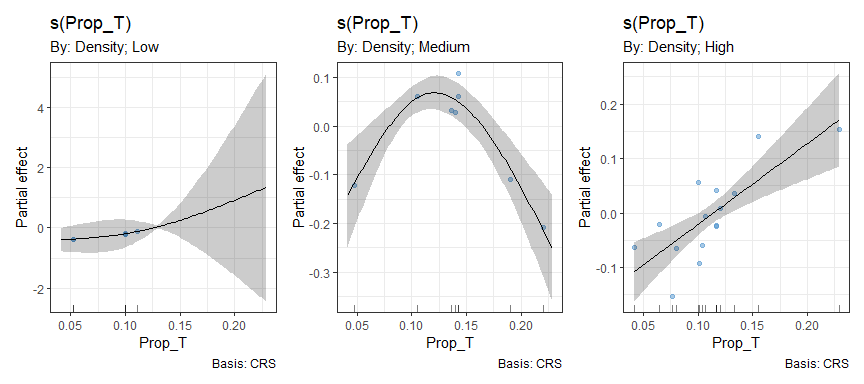 s(Prop_T)
By: Density; Low
Partial effect
4
2
0
-2
0.05 0.10 0.15 0.20
Prop_T
Basis: CRS
s(Prop_T)
By: Density; Medium
Partial effect
0.1
0.0
-0.1
-0.2
-0.3
0.05 0.10 0.15 0.20
Prop_T
Basis: CRS
s(Prop_T)
By: Density; High
Partial effect
0.2
0.1
0.0
-0.1
0.05 0.10 0.15 0.20
Prop_T
Basis: CRS